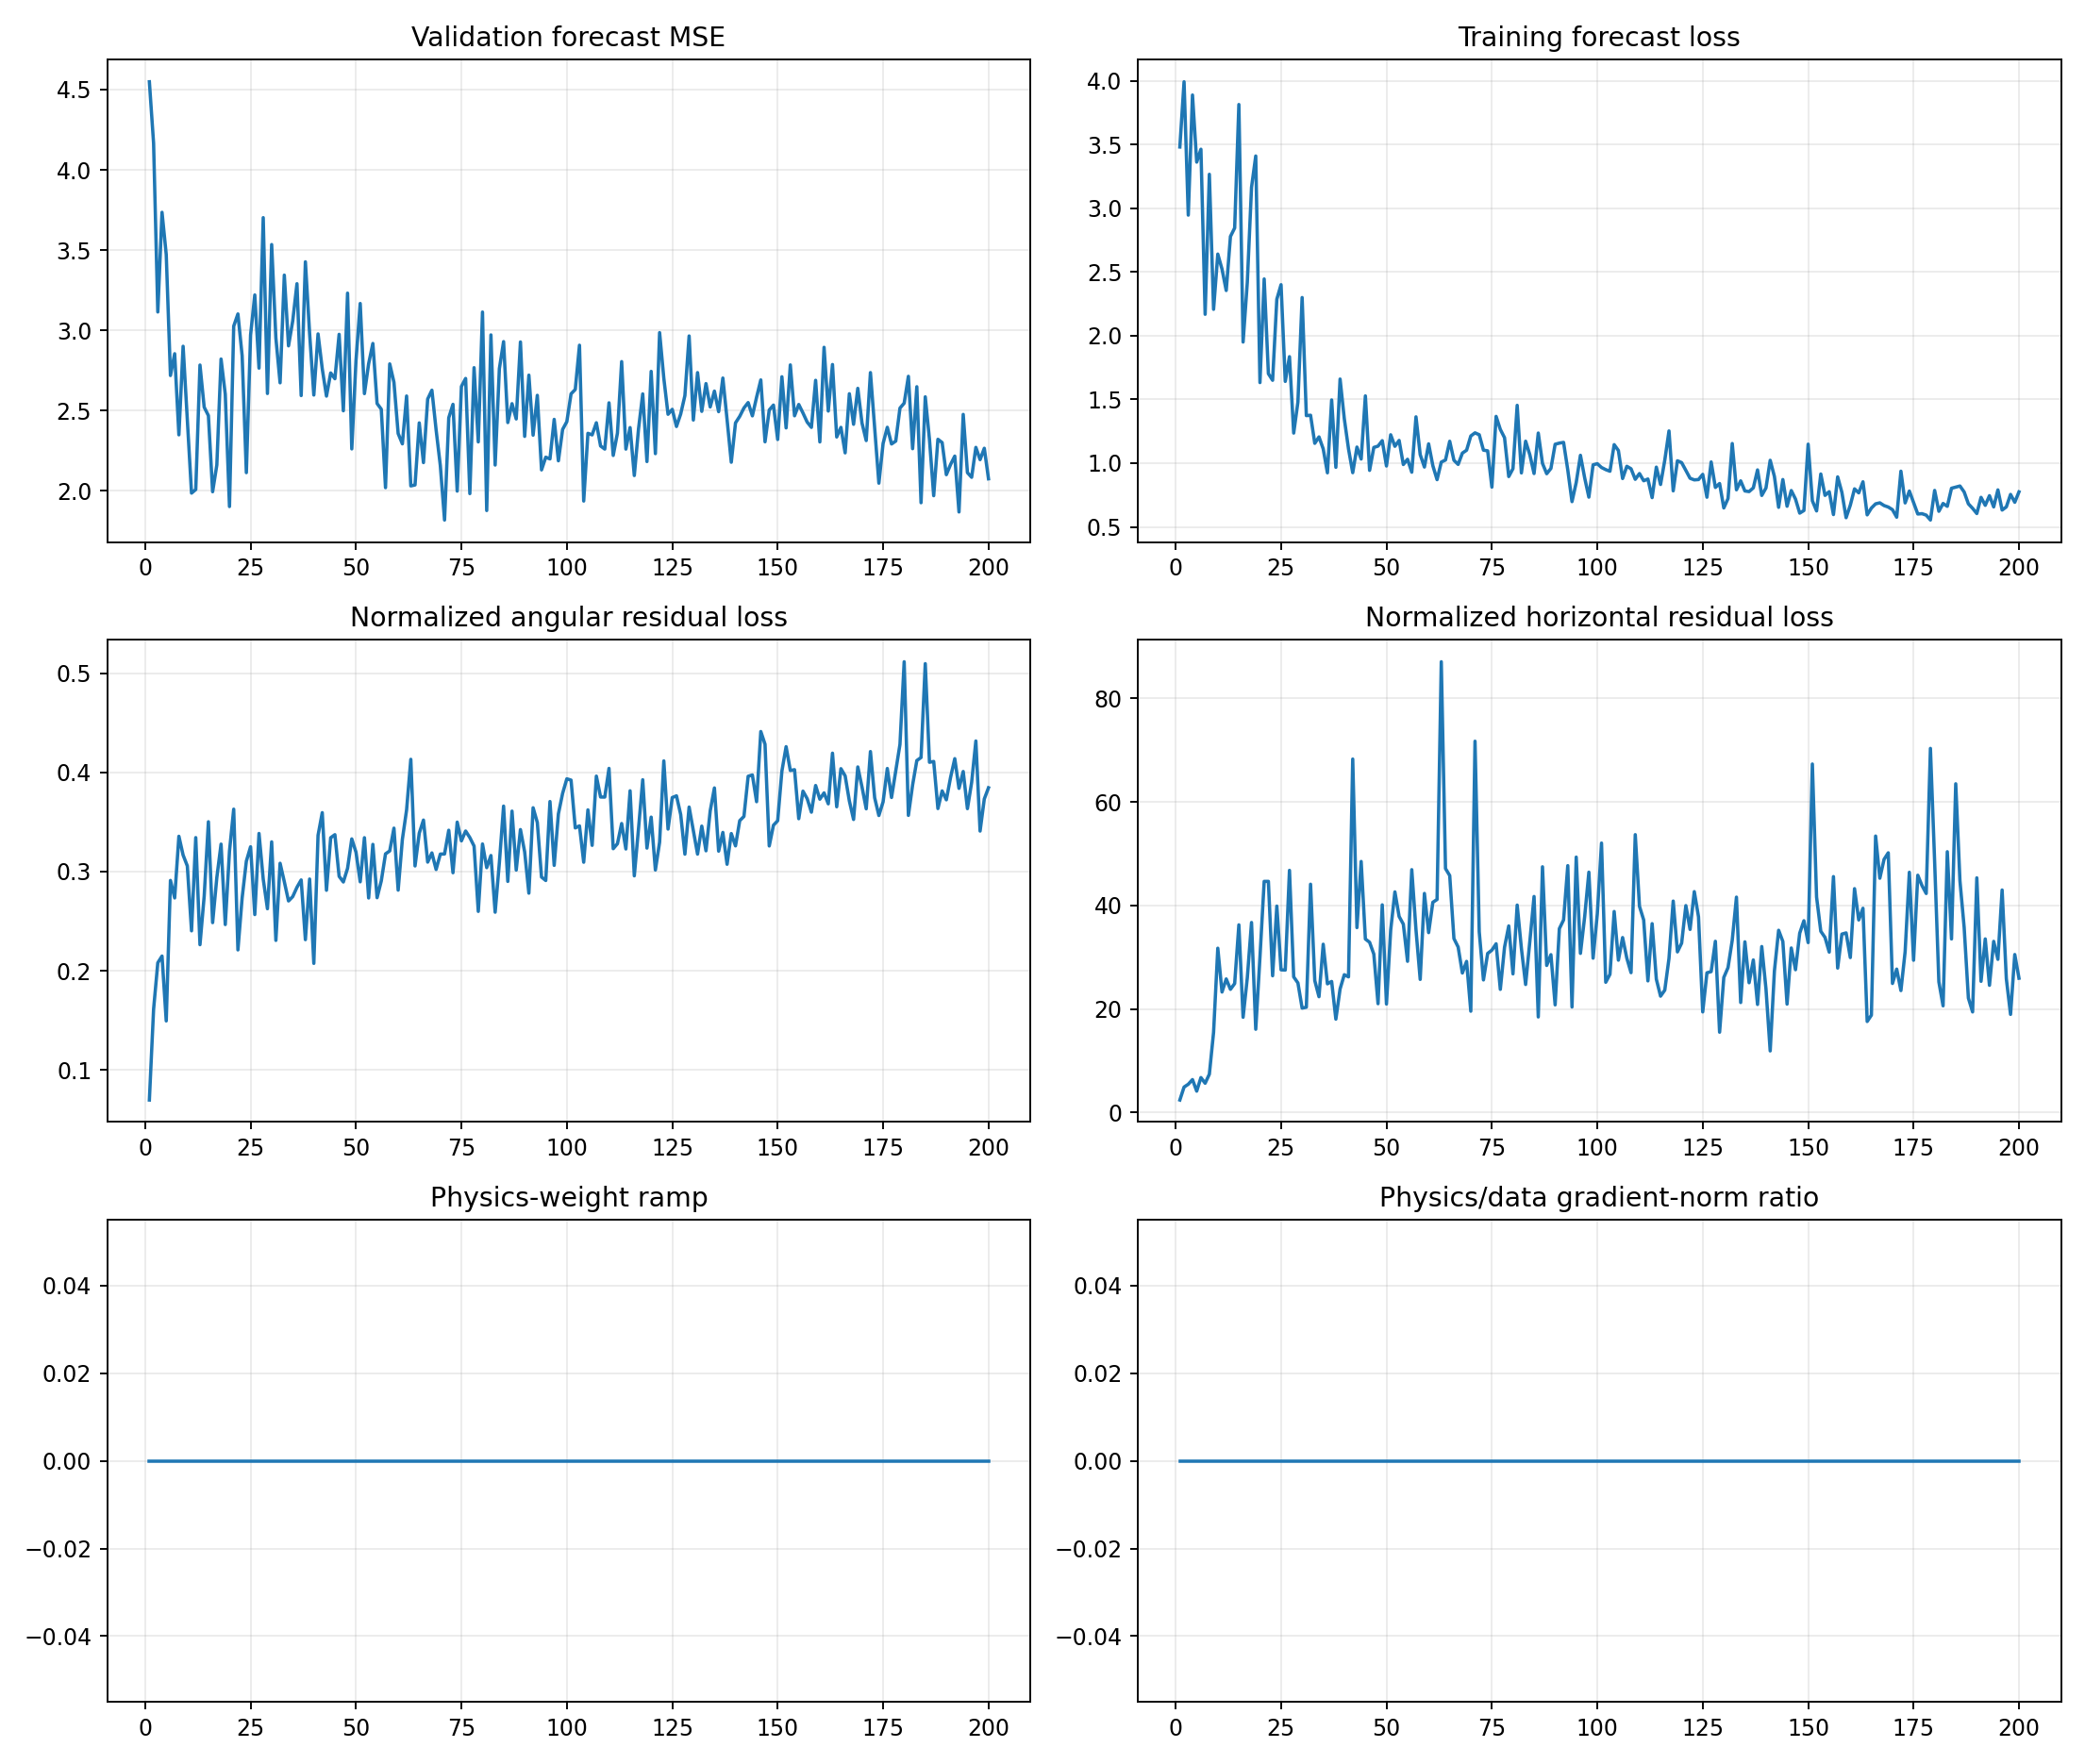 Validation forecast MSE
4.5
4.0
3.5
3.0
2.5
2.0
0 25 50 75 100 125 150 175 200
Training forecast loss
4.0
3.5
3.0
2.5
2.0
1.5
1.0
0.5
0 25 50 75 100 125 150 175 200
Normalized angular residual loss
0.5
0.4
0.3
0.2
0.1
0 25 50 75 100 125 150 175 200
Normalized horizontal residual loss
80
60
40
20
0
0 25 50 75 100 125 150 175 200
Physics-weight ramp
0.04
0.02
0.00
−0.02
−0.04
0 25 50 75 100 125 150 175 200
Physics/data gradient-norm ratio
0.04
0.02
0.00
−0.02
−0.04
0 25 50 75 100 125 150 175 200